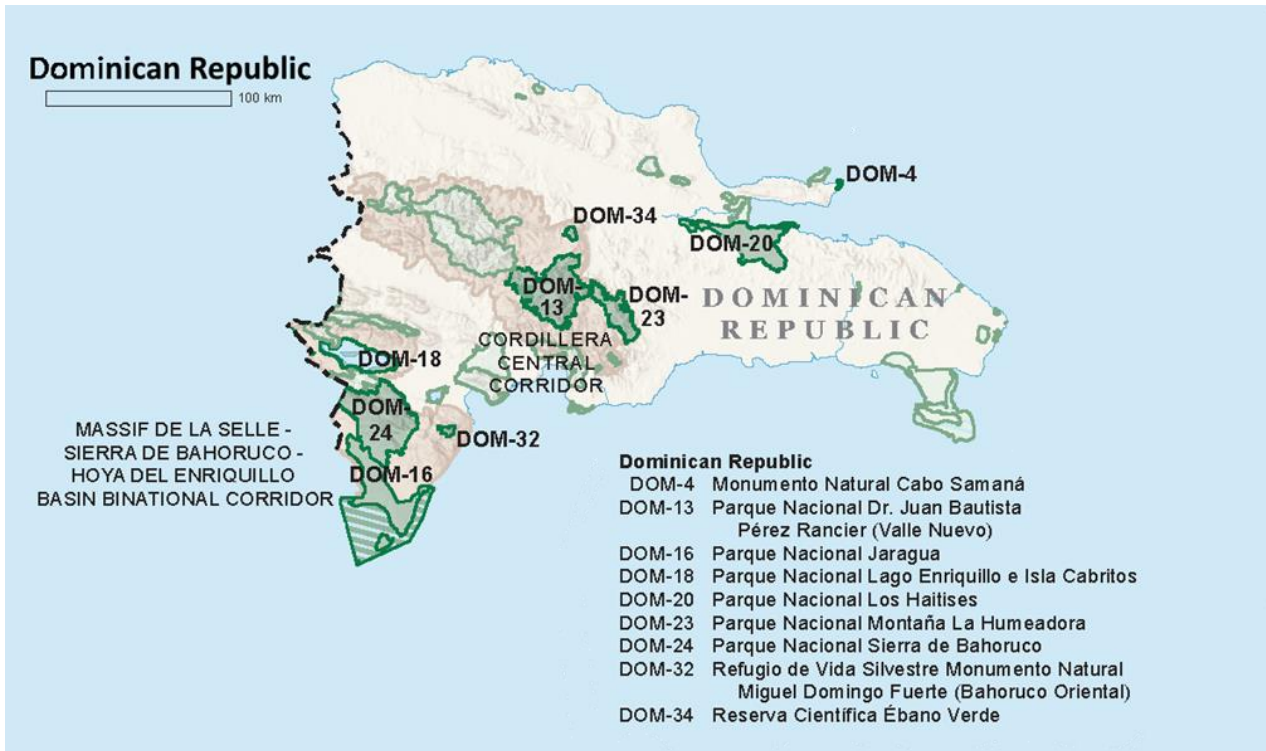 Dominican Republic
100 km
DOM-4
DOM-34
DOM-20
DOM-
13
DOM-
23
DOMINICAN
REPUBLIC
CORDILLERA
CENTRAL
CORRIDOR
DOM-18
DOM-
24
DOM-32
DOM-16
MASSIF DE LA SELLE -
SIERRA DE BAHORUCO -
HOYA DEL ENRIQUILLO
BASIN BINATIONAL CORRIDOR
Dominican Republic
DOM-4 Monumento Natural Cabo Samaná
DOM-13 Parque Nacional Dr. Juan Bautista
Pérez Rancier (Valle Nuevo)
DOM-16 Parque Nacional Jaragua
DOM-18 Parque Nacional Lago Enriquillo e Isla Cabritos
DOM-20 Parque Nacional Los Haitises
DOM-23 Parque Nacional Montaña La Humeadora
DOM-24 Parque Nacional Sierra de Bahoruco
DOM-32 Refugio de Vida Silvestre Monumento Natural
Miguel Domingo Fuerte (Bahoruco Oriental)
DOM-34 Reserva Científica Ébano Verde